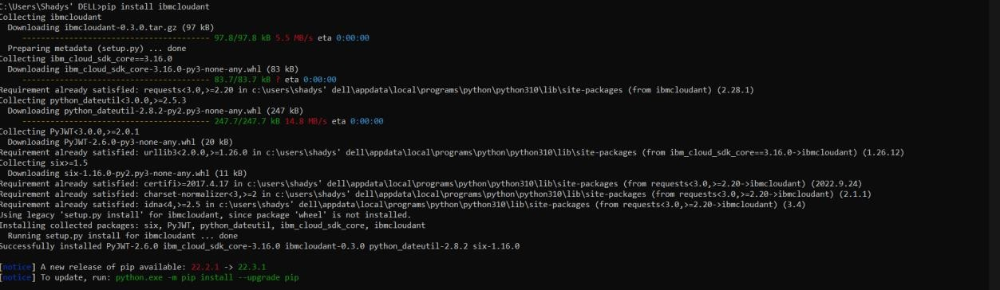 C:\Users\Shadys' DELL>pip install ibmcloudant
Collecting ibmcloudant
  Downloading ibmcloudant-0.3.0.tar.gz (97 kB)
     ---------------------------------------- 97.8/97.8 kB 5.5 MB/s eta 0:00:00
  Preparing metadata (setup.py) ... done
Collecting ibm_cloud_sdk_core==3.16.0
  Downloading ibm_cloud_sdk_core-3.16.0-py3-none-any.whl (83 kB)
     ---------------------------------------- 83.7/83.7 kB ? eta 0:00:00
Requirement already satisfied: requests<3.0,>=2.20 in c:\users\shadys' dell\appdata\local\programs\python\python310\lib\site-packages (from ibmcloudant) (2.28.1)
Collecting python_dateutil<3.0.0,>=2.5.3
  Downloading python_dateutil-2.8.2-py2.py3-none-any.whl (247 kB)
     ---------------------------------------- 247.7/247.7 kB 14.8 MB/s eta 0:00:00
Collecting PyJWT<3.0.0,>=2.0.1
  Downloading PyJWT-2.6.0-py3-none-any.whl (20 kB)
Requirement already satisfied: urllib3<2.0.0,>=1.26.0 in c:\users\shadys' dell\appdata\local\programs\python\python310\lib\site-packages (from ibm_cloud_sdk_core==3.16.0->ibmcloudant) (1.26.12)
Collecting six>=1.5
  Downloading six-1.16.0-py2.py3-none-any.whl (11 kB)
Requirement already satisfied: certifi>=2017.4.17 in c:\users\shadys' dell\appdata\local\programs\python\python310\lib\site-packages (from requests<3.0,>=2.20->ibmcloudant) (2022.9.24)
Requirement already satisfied: charset-normalizer<3,>=2 in c:\users\shadys' dell\appdata\local\programs\python\python310\lib\site-packages (from requests<3.0,>=2.20->ibmcloudant) (2.1.1)
Requirement already satisfied: idna<4,>=2.5 in c:\users\shadys' dell\appdata\local\programs\python\python310\lib\site-packages (from requests<3.0,>=2.20->ibmcloudant) (3.4)
Using legacy 'setup.py install' for ibmcloudant, since package 'wheel' is not installed.
Installing collected packages: six, PyJWT, python_dateutil, ibm_cloud_sdk_core, ibmcloudant
  Running setup.py install for ibmcloudant ... done
Successfully installed PyJWT-2.6.0 ibm_cloud_sdk_core-3.16.0 ibmcloudant-0.3.0 python_dateutil-2.8.2 six-1.16.0
[notice] A new release of pip available: 22.2.1 -> 22.3.1
[notice] To update, run: python.exe -m pip install --upgrade pip